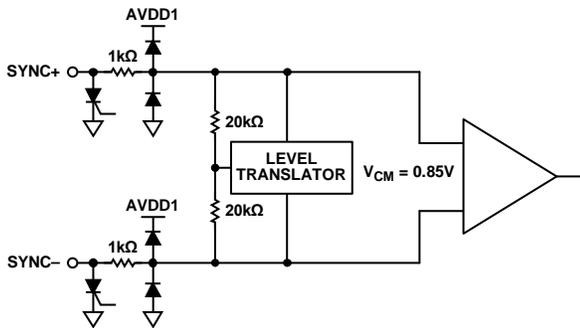 AVDD1
1kΩ
SYNC+
20kΩ
LEVEL
TRANSLATOR
V_CM = 0.85V
20kΩ
AVDD1
1kΩ
SYNC–